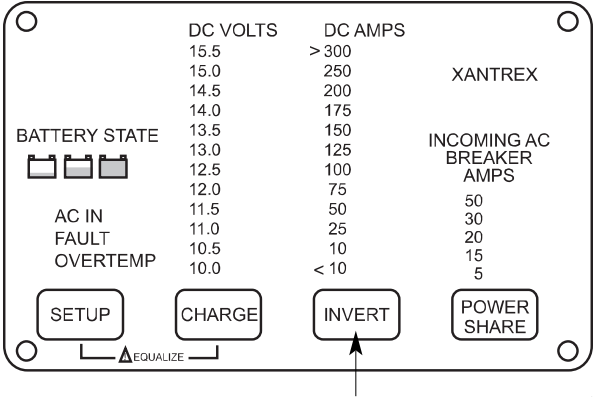 DC VOLTS
15.5
15.0
14.5
14.0
13.5
13.0
12.5
12.0
11.5
11.0
10.5
10.0
DC AMPS
> 300
250
200
175
150
125
100
75
50
25
10
< 10
XANTREX
BATTERY STATE
INCOMING AC
BREAKER
AMPS
50
30
20
15
5
AC IN
FAULT
OVERTEMP
SETUP
CHARGE
INVERT
POWER
SHARE
EQUALIZE